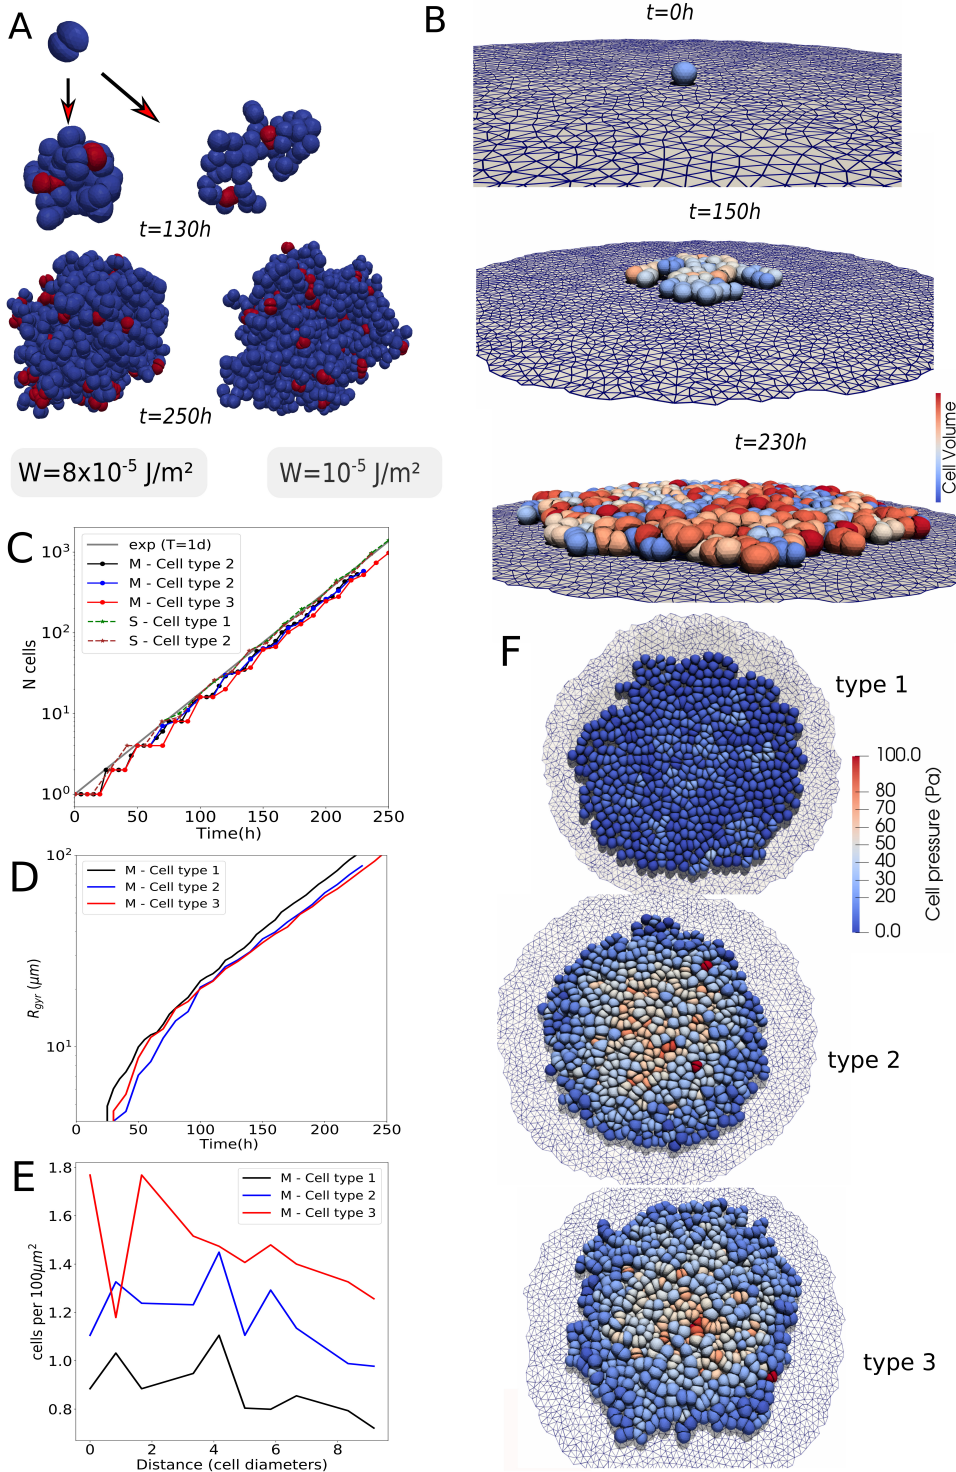 A
t=130h
t=250h
W=8x10⁻⁵ J/m²
W=10⁻⁵ J/m²
B
t=0h
t=150h
t=230h
Cell Volume
C
exp (T=1d)
M - Cell type 2
M - Cell type 2
M - Cell type 3
S - Cell type 1
S - Cell type 2
N cells
10³
10²
10¹
10⁰
0 50 100 150 200 250
Time(h)
D
M - Cell type 1
M - Cell type 2
M - Cell type 3
R_gyr (μm)
10²
10¹
0 50 100 150 200 250
Time(h)
E
M - Cell type 1
M - Cell type 2
M - Cell type 3
cells per 100μm²
1.8
1.6
1.4
1.2
1.0
0.8
0 2 4 6 8
Distance (cell diameters)
F
type 1
100.0
80
70
60
50
40
30
20
0.0
Cell pressure (Pa)
type 2
type 3